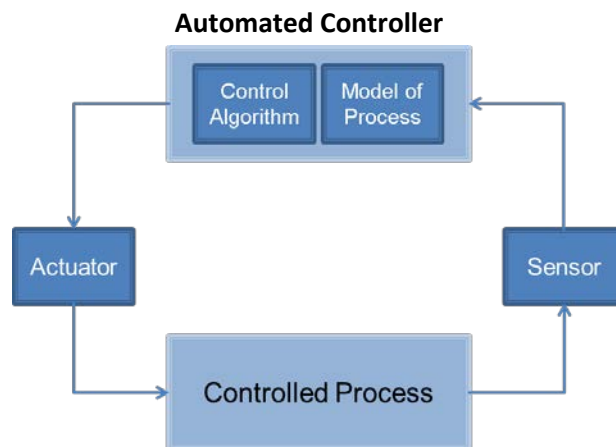 Automated Controller
Control
Algorithm
Model of
Process
Actuator
Sensor
Controlled Process